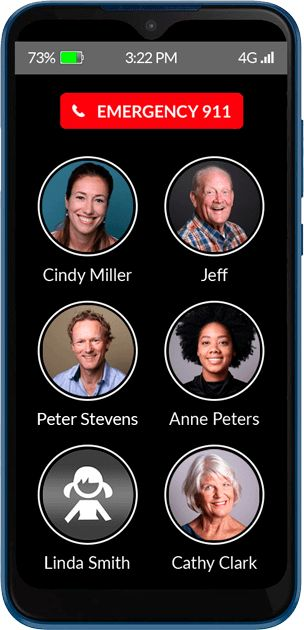 73% 3:22 PM 4G
EMERGENCY 911
Cindy Miller Jeff
Peter Stevens Anne Peters
Linda Smith Cathy Clark